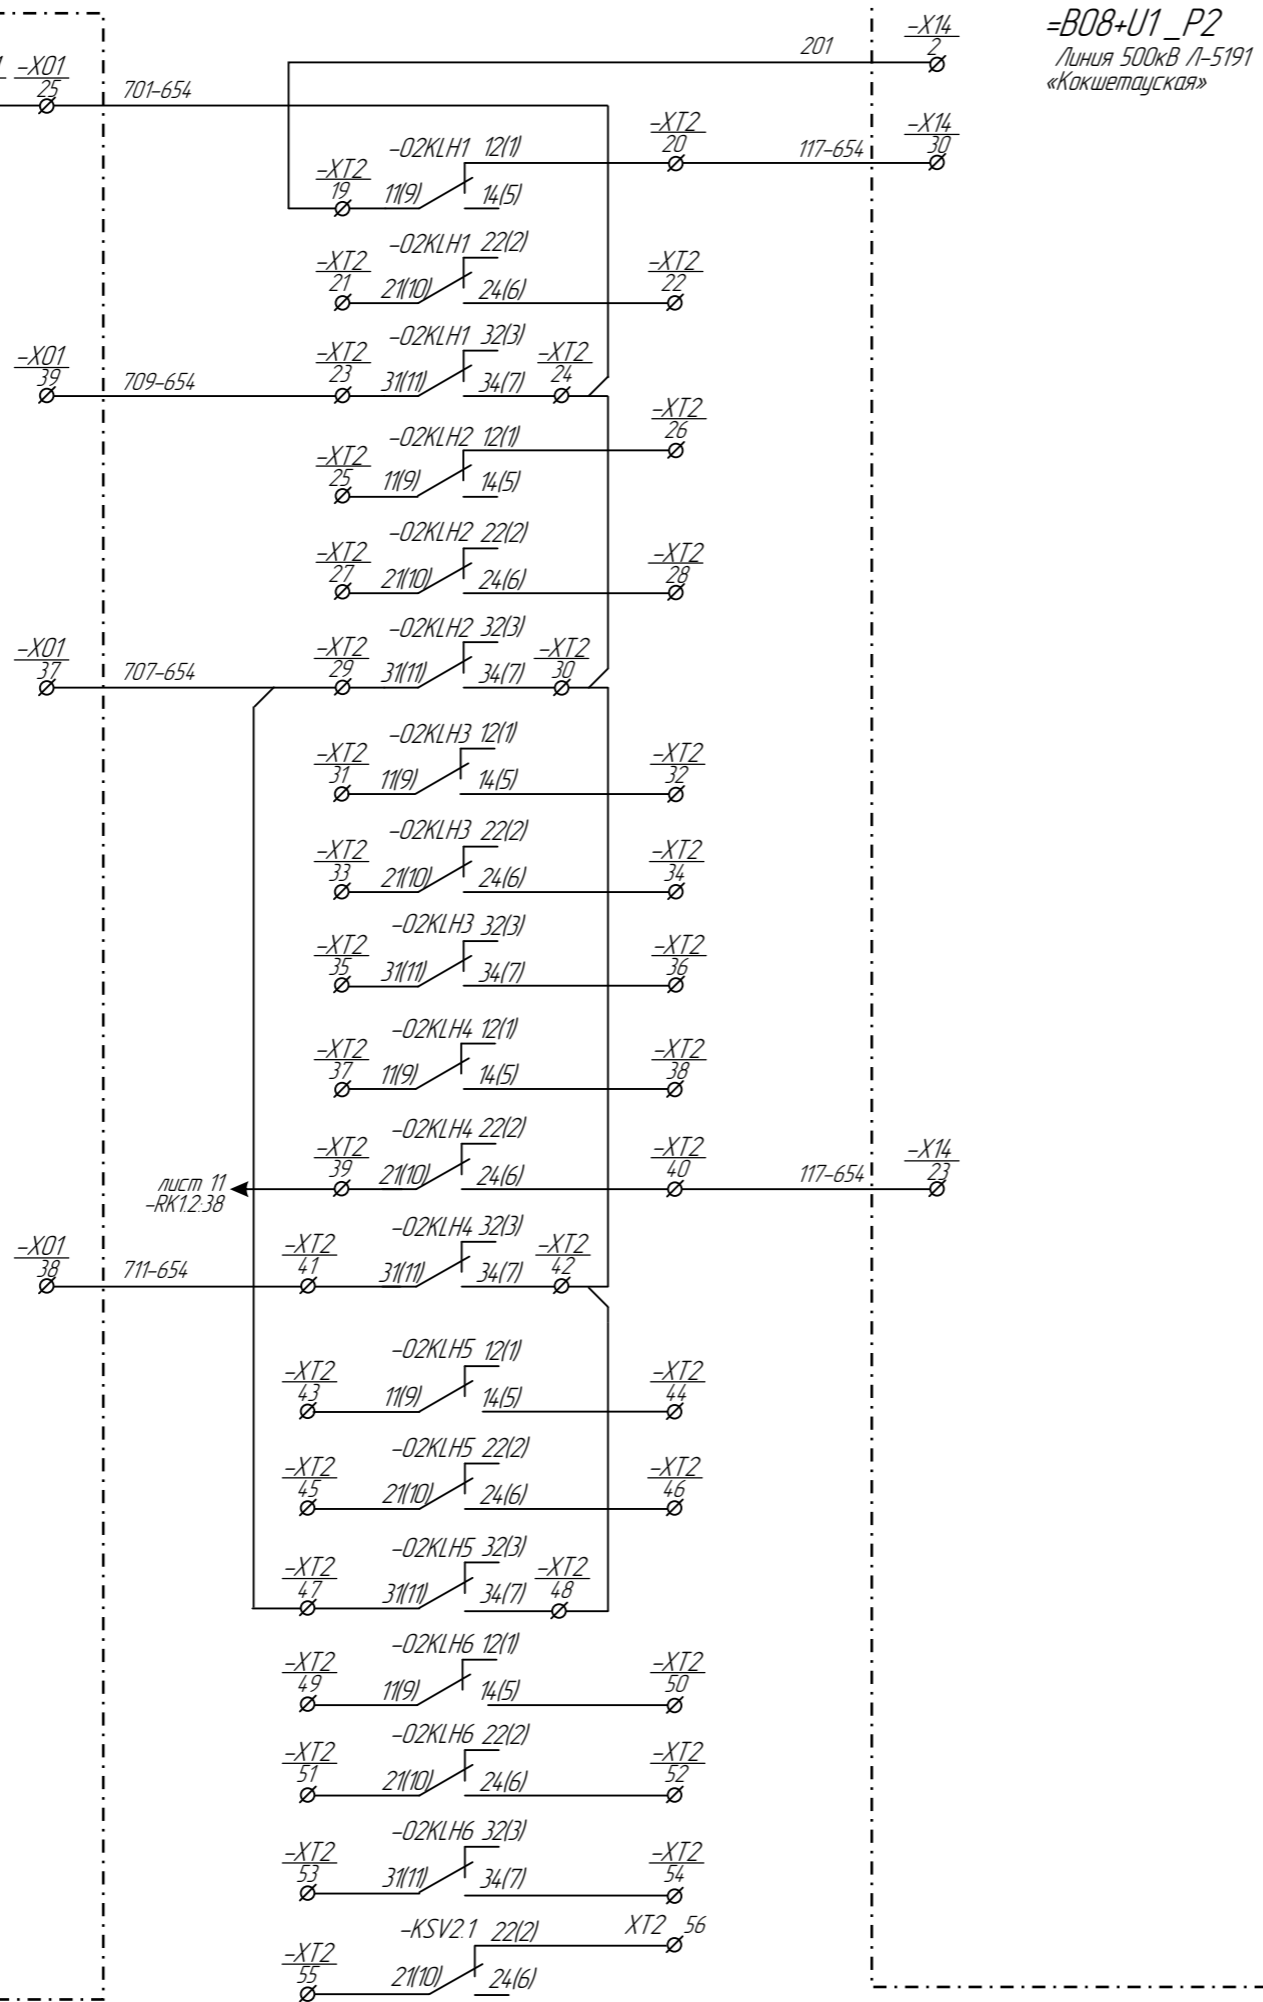 =B08+U1_P2
Линия 500кВ Л-5191
«Кокшетауская»
-X14
2
201
-X01
25
701-654
-X14
30
117-654
-XT2
20
-02KLH1 12(1)
-XT2
19
11(9)
14(5)
-02KLH1 22(2)
-XT2
21
21(10)
24(6)
-XT2
22
-02KLH1 32(3)
-X01
39
709-654
-XT2
23
31(11)
34(7)
-XT2
24
-XT2
26
-02KLH2 12(1)
-XT2
25
11(9)
14(5)
-02KLH2 22(2)
-XT2
27
21(10)
24(6)
-XT2
28
-02KLH2 32(3)
-X01
37
707-654
-XT2
29
31(11)
34(7)
-XT2
30
-02KLH3 12(1)
-XT2
31
11(9)
14(5)
-XT2
32
-02KLH3 22(2)
-XT2
33
21(10)
24(6)
-XT2
34
-02KLH3 32(3)
-XT2
35
31(11)
34(7)
-XT2
36
-02KLH4 12(1)
-XT2
37
11(9)
14(5)
-XT2
38
-02KLH4 22(2)
лист 11
-RK1.2:38
-XT2
39
21(10)
24(6)
-XT2
40
117-654
-X14
23
-02KLH4 32(3)
-X01
38
711-654
-XT2
41
31(11)
34(7)
-XT2
42
-02KLH5 12(1)
-XT2
43
11(9)
14(5)
-XT2
44
-02KLH5 22(2)
-XT2
45
21(10)
24(6)
-XT2
46
-02KLH5 32(3)
-XT2
47
31(11)
34(7)
-XT2
48
-02KLH6 12(1)
-XT2
49
11(9)
14(5)
-XT2
50
-02KLH6 22(2)
-XT2
51
21(10)
24(6)
-XT2
52
-02KLH6 32(3)
-XT2
53
31(11)
34(7)
-XT2
54
-KSV2.1 22(2)
XT2 56
-XT2
55
21(10)
24(6)